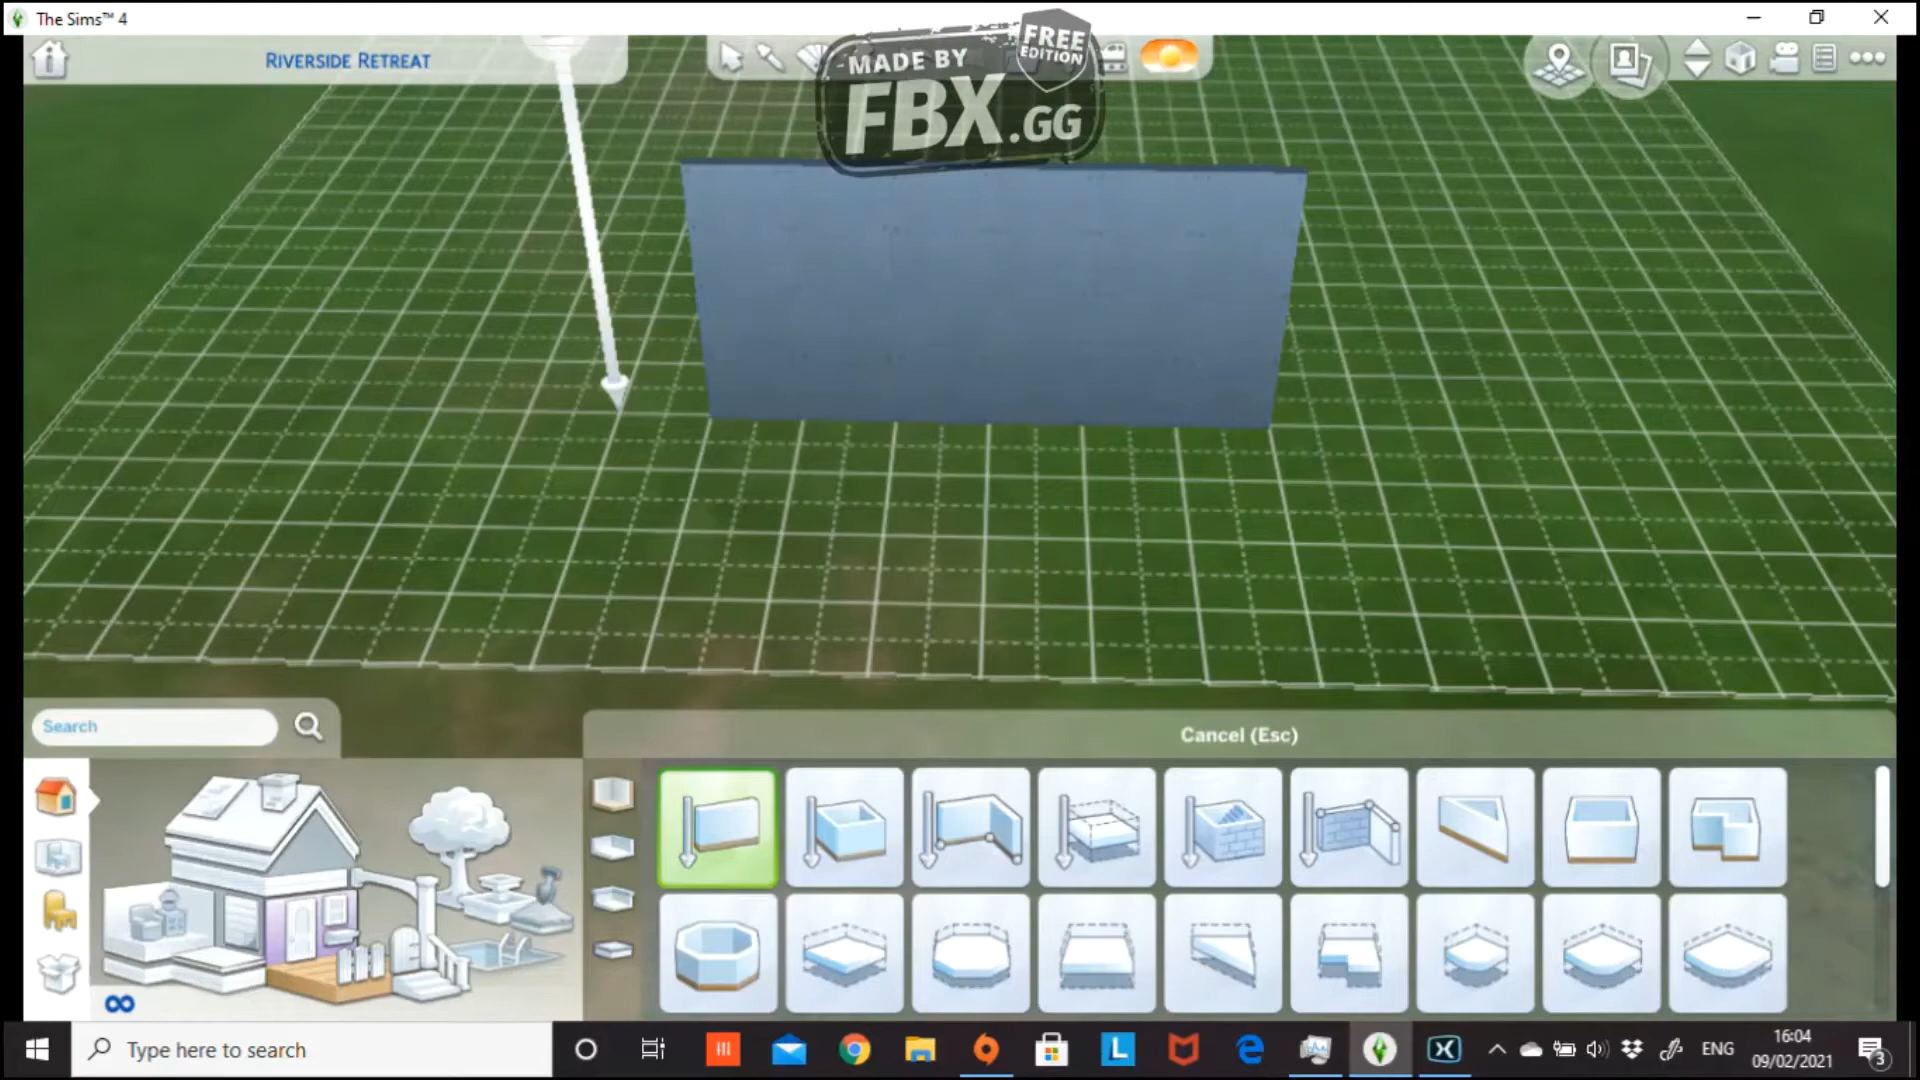 The Sims™ 4
RIVERSIDE RETREAT
MADE BY
FREE
EDITION
FBX.GG
Search
Cancel (Esc)
Type here to search
L
ENG
16:04
09/02/2021
3